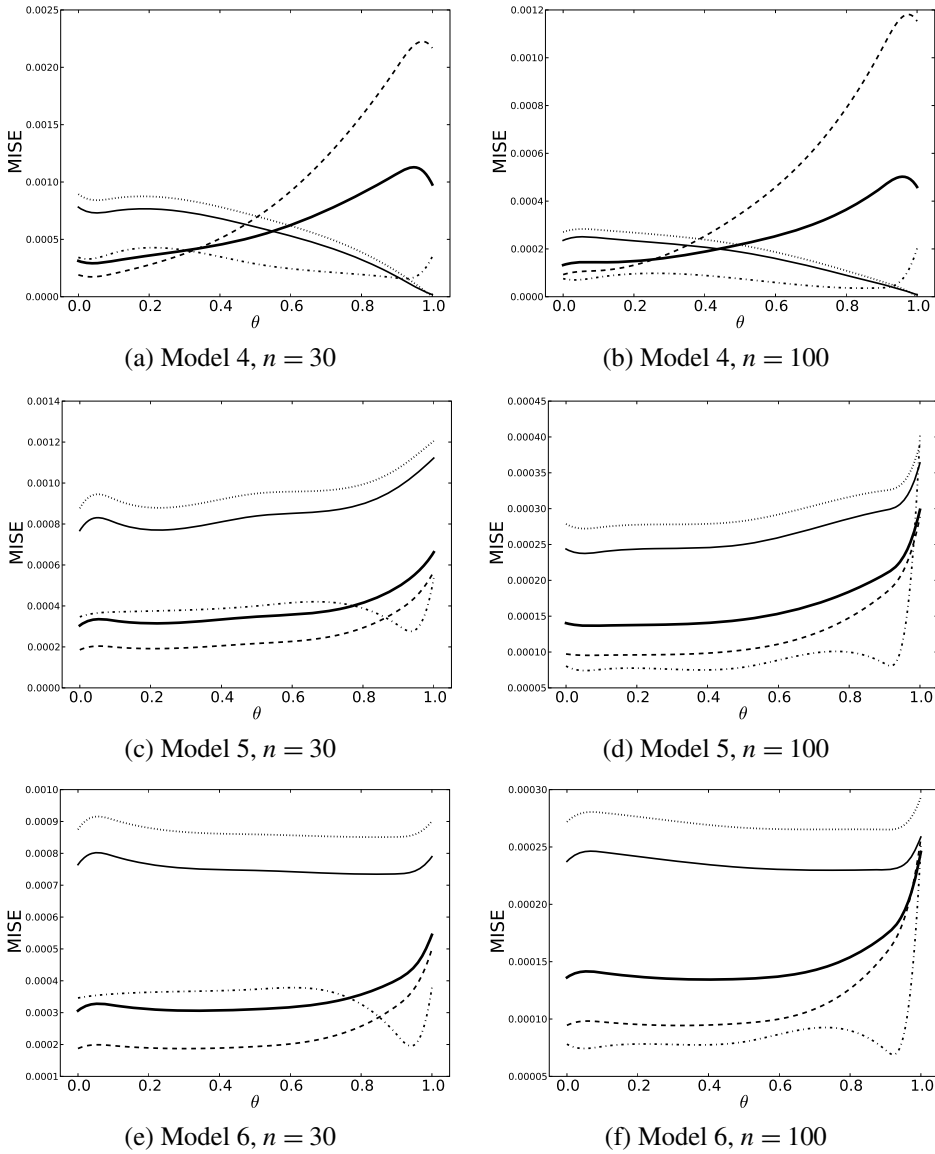 0.0025
0.0020
0.0015
0.0010
0.0005
0.0000
MISE
0.0 0.2 0.4 0.6 0.8 1.0
θ
(a) Model 4, n = 30
0.0012
0.0010
0.0008
0.0006
0.0004
0.0002
0.0000
MISE
0.0 0.2 0.4 0.6 0.8 1.0
θ
(b) Model 4, n = 100
0.0014
0.0012
0.0010
0.0008
0.0006
0.0004
0.0002
0.0000
MISE
0.0 0.2 0.4 0.6 0.8 1.0
θ
(c) Model 5, n = 30
0.00045
0.00040
0.00035
0.00030
0.00025
0.00020
0.00015
0.00010
0.00005
MISE
0.0 0.2 0.4 0.6 0.8 1.0
θ
(d) Model 5, n = 100
0.0010
0.0009
0.0008
0.0007
0.0006
0.0005
0.0004
0.0003
0.0002
0.0001
MISE
0.0 0.2 0.4 0.6 0.8 1.0
θ
(e) Model 6, n = 30
0.00030
0.00025
0.00020
0.00015
0.00010
0.00005
MISE
0.0 0.2 0.4 0.6 0.8 1.0
θ
(f) Model 6, n = 100